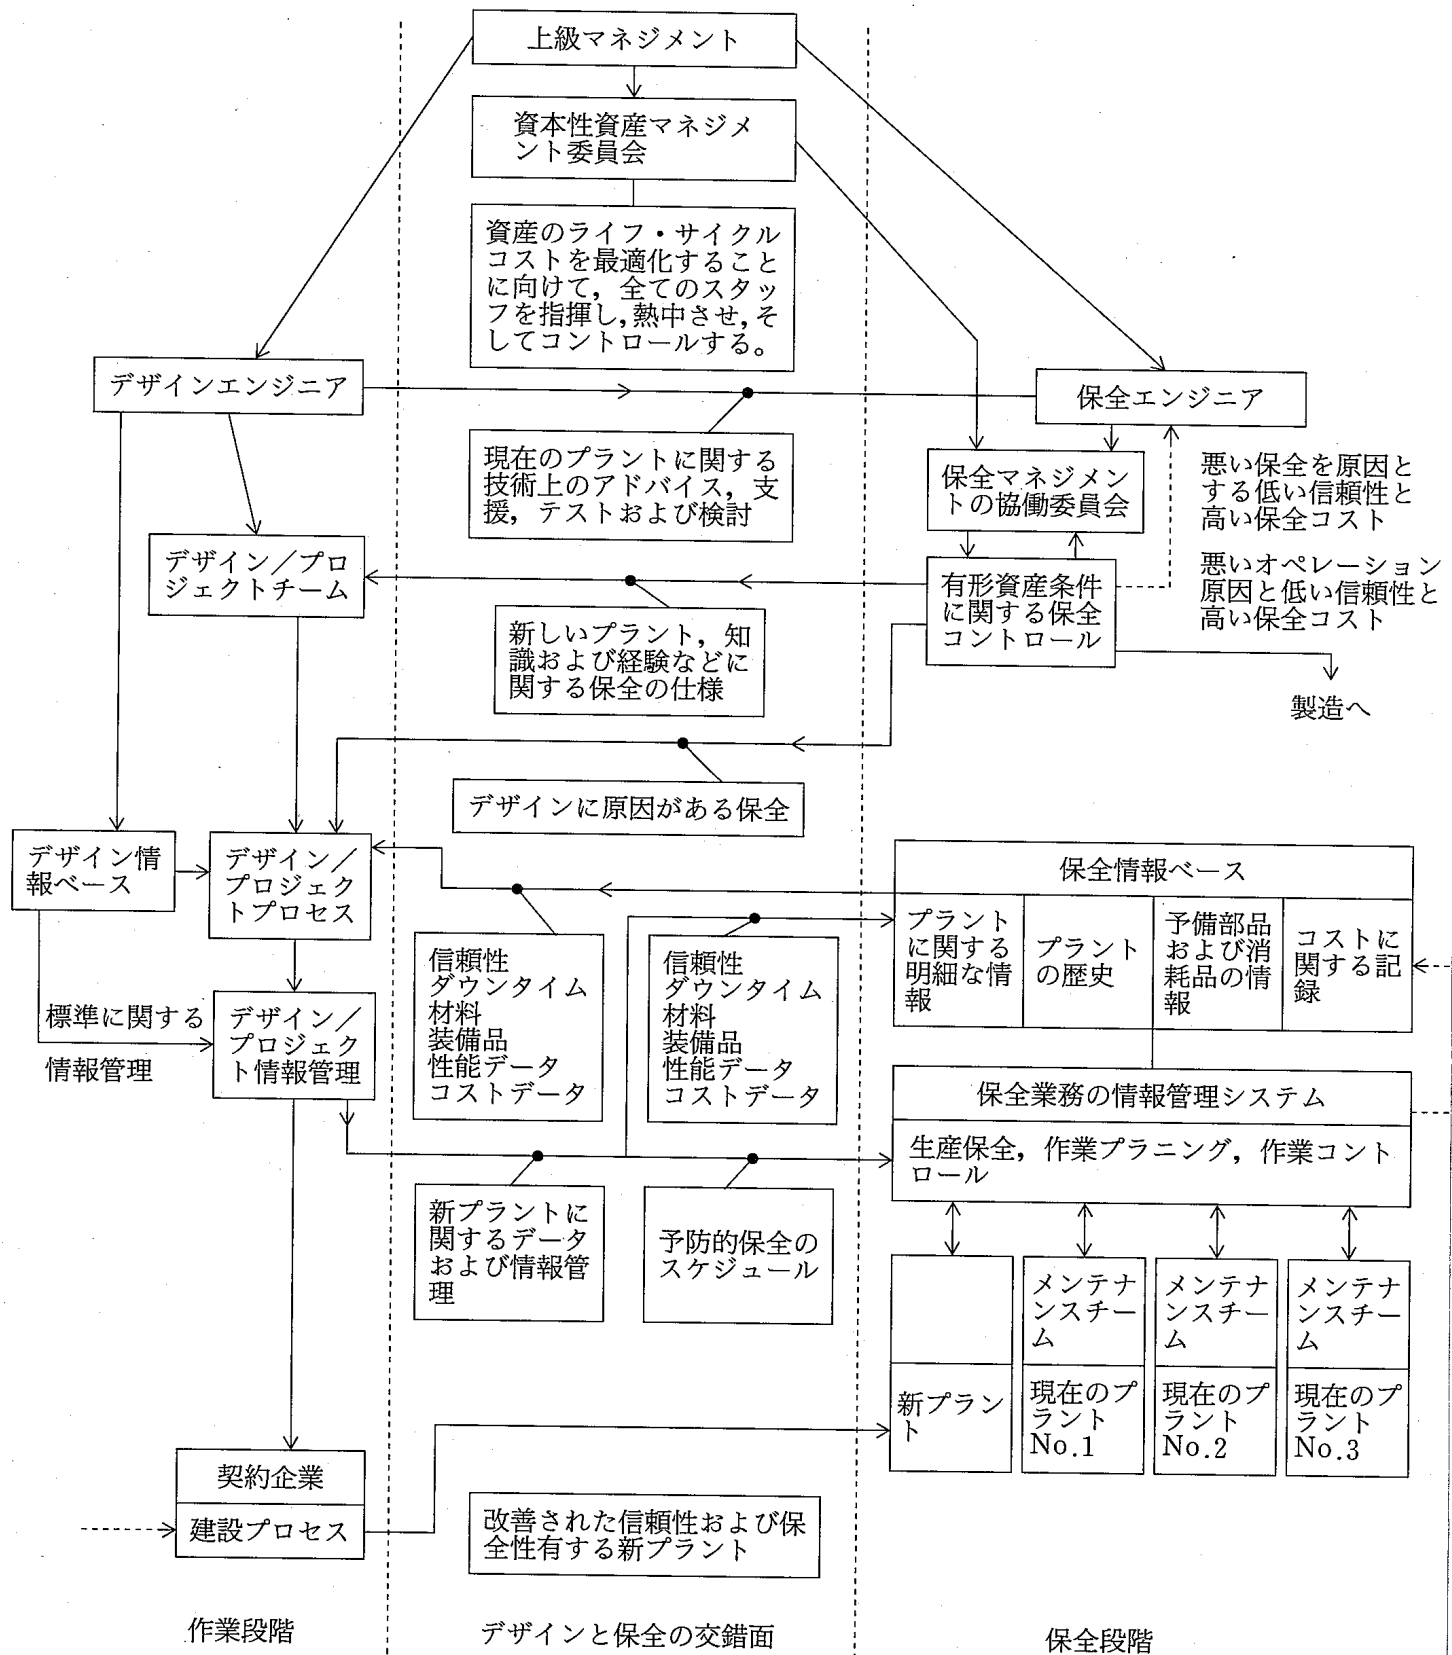 上級マネジメント
資本性資産マネジメ
ント委員会
資産のライフ・サイクル
コストを最適化すること
に向けて，全てのスタッ
フを指揮し，熱中させ，そ
してコントロールする。
デザインエンジニア
保全エンジニア
現在のプラントに関する
技術上のアドバイス，支
援，テストおよび検討
保全マネジメン
トの協働委員会
悪い保全を原因と
する低い信頼性と
高い保全コスト
デザイン／プロ
ジェクトチーム
有形資産条件
に関する保全
コントロール
悪いオペレーション
原因と低い信頼性と
高い保全コスト
新しいプラント，知
識および経験などに
関する保全の仕様
製造へ
デザインに原因がある保全
デザイン情
報ベース
デザイン／
プロジェク
トプロセス
保全情報ベース
プラント
に関する
明細な情
報
プラント
の歴史
予備部品
および消
耗品の情
報
コストに
関する記
録
信頼性
ダウンタイム
材料
装備品
性能データ
コストデータ
信頼性
ダウンタイム
材料
装備品
性能データ
コストデータ
標準に関する
情報管理
デザイン／
プロジェク
ト情報管理
保全業務の情報管理システム
生産保全，作業プラニング，作業コント
ロール
新プラントに
関するデータ
および情報管
理
予防的保全の
スケジュール
メンテナ
ンスチー
ム
メンテナ
ンスチー
ム
メンテナ
ンスチー
ム
新プラン
ト
現在のプ
ラント
No.1
現在のプ
ラント
No.2
現在のプ
ラント
No.3
契約企業
建設プロセス
改善された信頼性および保
全性有する新プラント
作業段階
デザインと保全の交錯面
保全段階